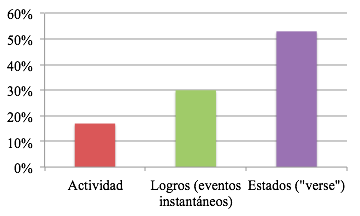 60%
50%
40%
30%
20%
10%
0%
Actividad
Logros (eventos
instantáneos)
Estados ("verse")